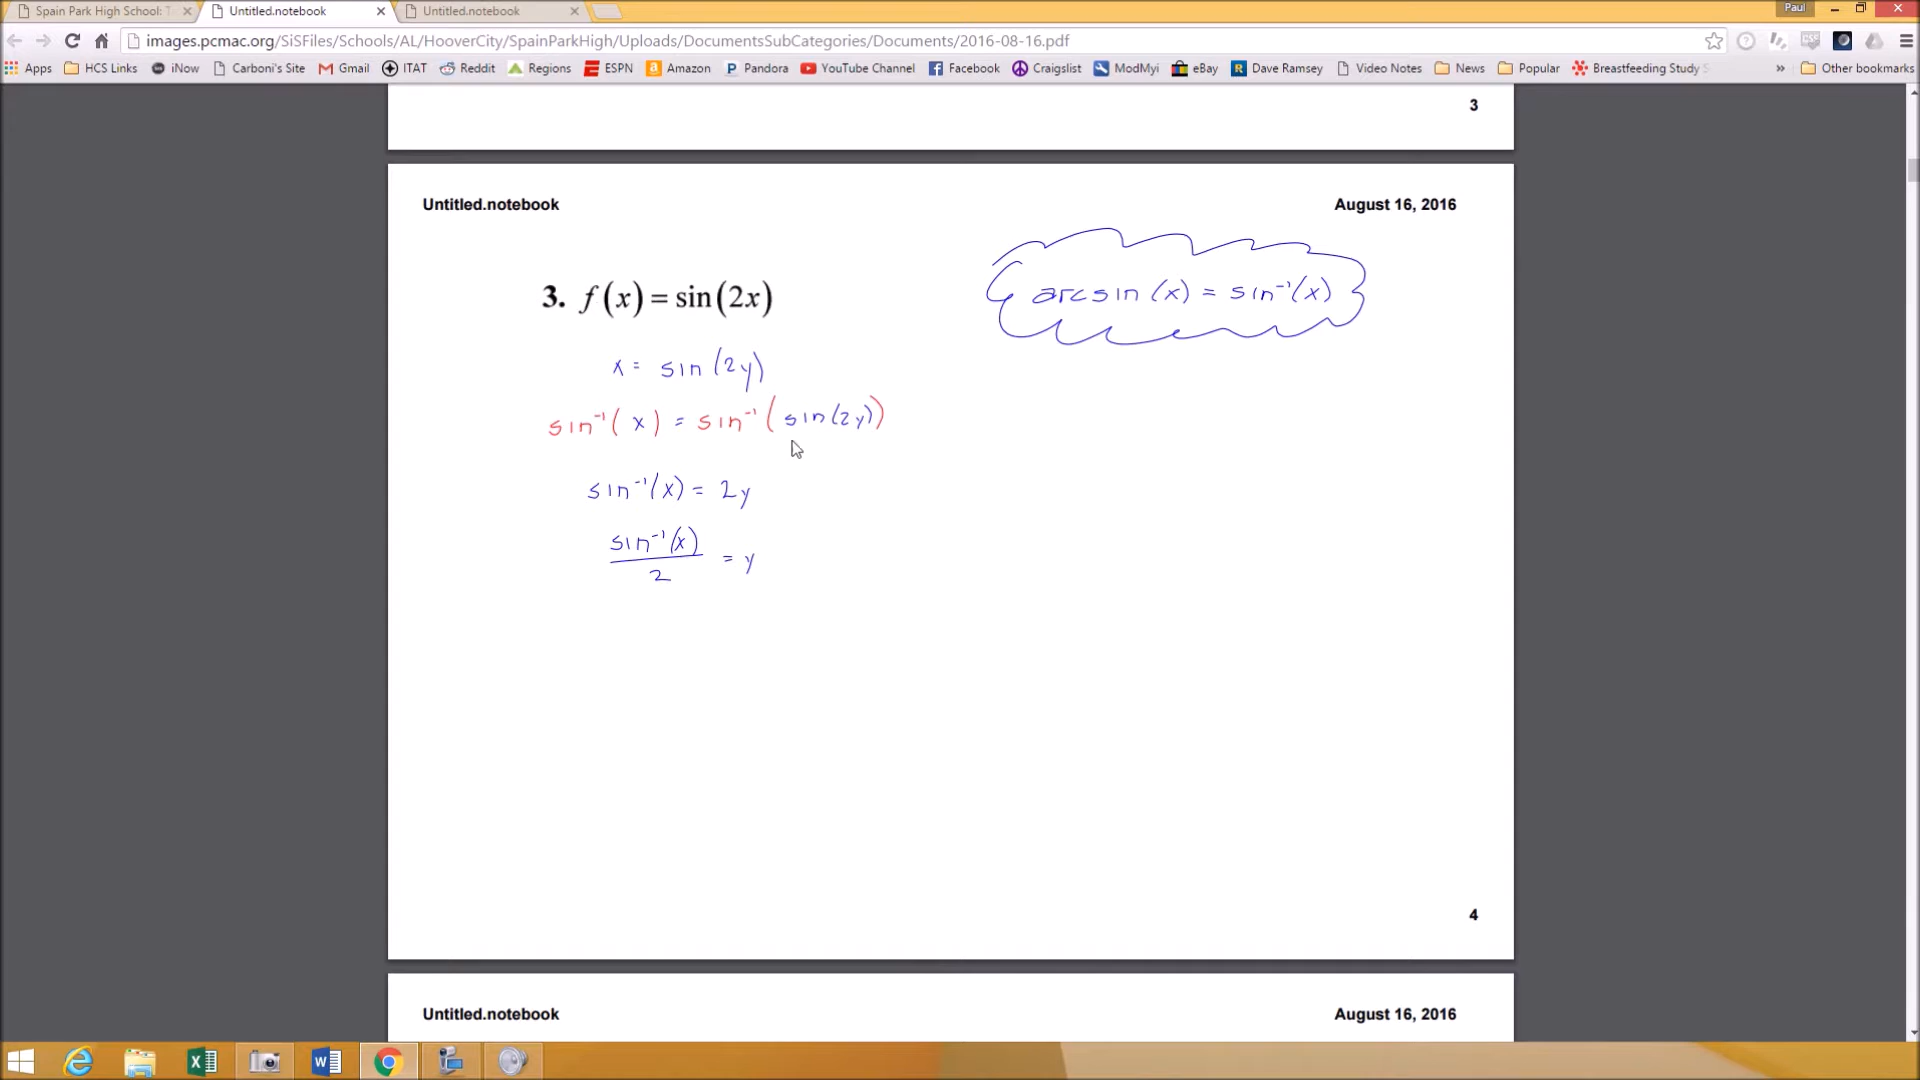 Spain Park High School: T
Untitled.notebook
Untitled.notebook
Paul
images.pcmac.org/SiSFiles/Schools/AL/HooverCity/SpainParkHigh/Uploads/DocumentsSubCategories/Documents/2016-08-16.pdf
Apps HCS Links iNow Carboni's Site Gmail ITAT Reddit Regions ESPN Amazon Pandora YouTube Channel Facebook Craigslist ModMyi eBay Dave Ramsey Video Notes News Popular Breastfeeding Study » Other bookmarks
3
Untitled.notebook August 16, 2016
3. f(x) = sin(2x)
arcsin(x) = sin⁻¹(x)
x = sin(2y)
sin⁻¹(x) = sin⁻¹(sin(2y))
sin⁻¹(x) = 2y
sin⁻¹(x)
2
= y
4
Untitled.notebook August 16, 2016